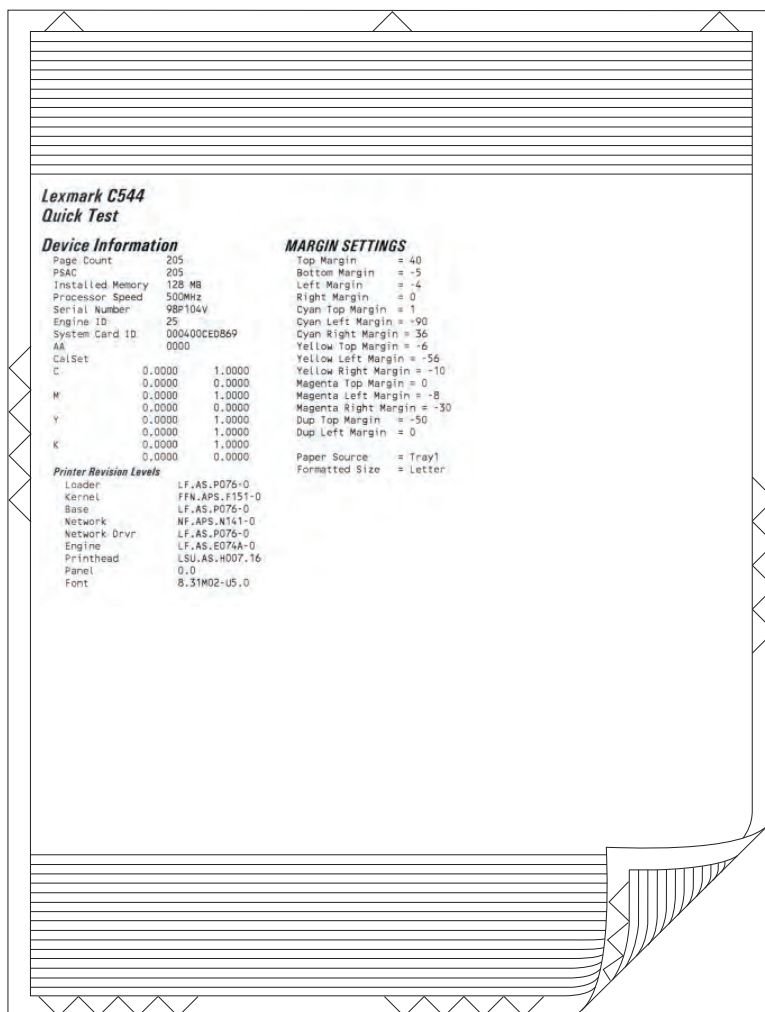 Lexmark C544
Quick Test
Device Information
Page Count 205
PSAC 205
Installed Memory 128 MB
Processor Speed 500MHz
Serial Number 98P104V
Engine ID 25
System Card ID 000400CED869
AA 0000
CalSet
C 0.0000 1.0000
0.0000 0.0000
M 0.0000 1.0000
0.0000 0.0000
Y 0.0000 1.0000
0.0000 1.0000
K 0.0000 1.0000
0.0000 0.0000
Printer Revision Levels
Loader LF.AS.P076-0
Kernel FFN.APS.F151-0
Base LF.AS.P076-0
Network NF.APS.N141-0
Network Drvr LF.AS.P076-0
Engine LF.AS.E074A-0
Printhead LSU.AS.H007.16
Panel 0.0
Font 8.31M02-U5.0
MARGIN SETTINGS
Top Margin = 40
Bottom Margin = -5
Left Margin = -4
Right Margin = 0
Cyan Top Margin = 1
Cyan Left Margin = -90
Cyan Right Margin = 36
Yellow Top Margin = -6
Yellow Left Margin = -56
Yellow Right Margin = -10
Magenta Top Margin = 0
Magenta Left Margin = -8
Magenta Right Margin = -30
Dup Top Margin = -50
Dup Left Margin = 0
Paper Source = Tray1
Formatted Size = Letter